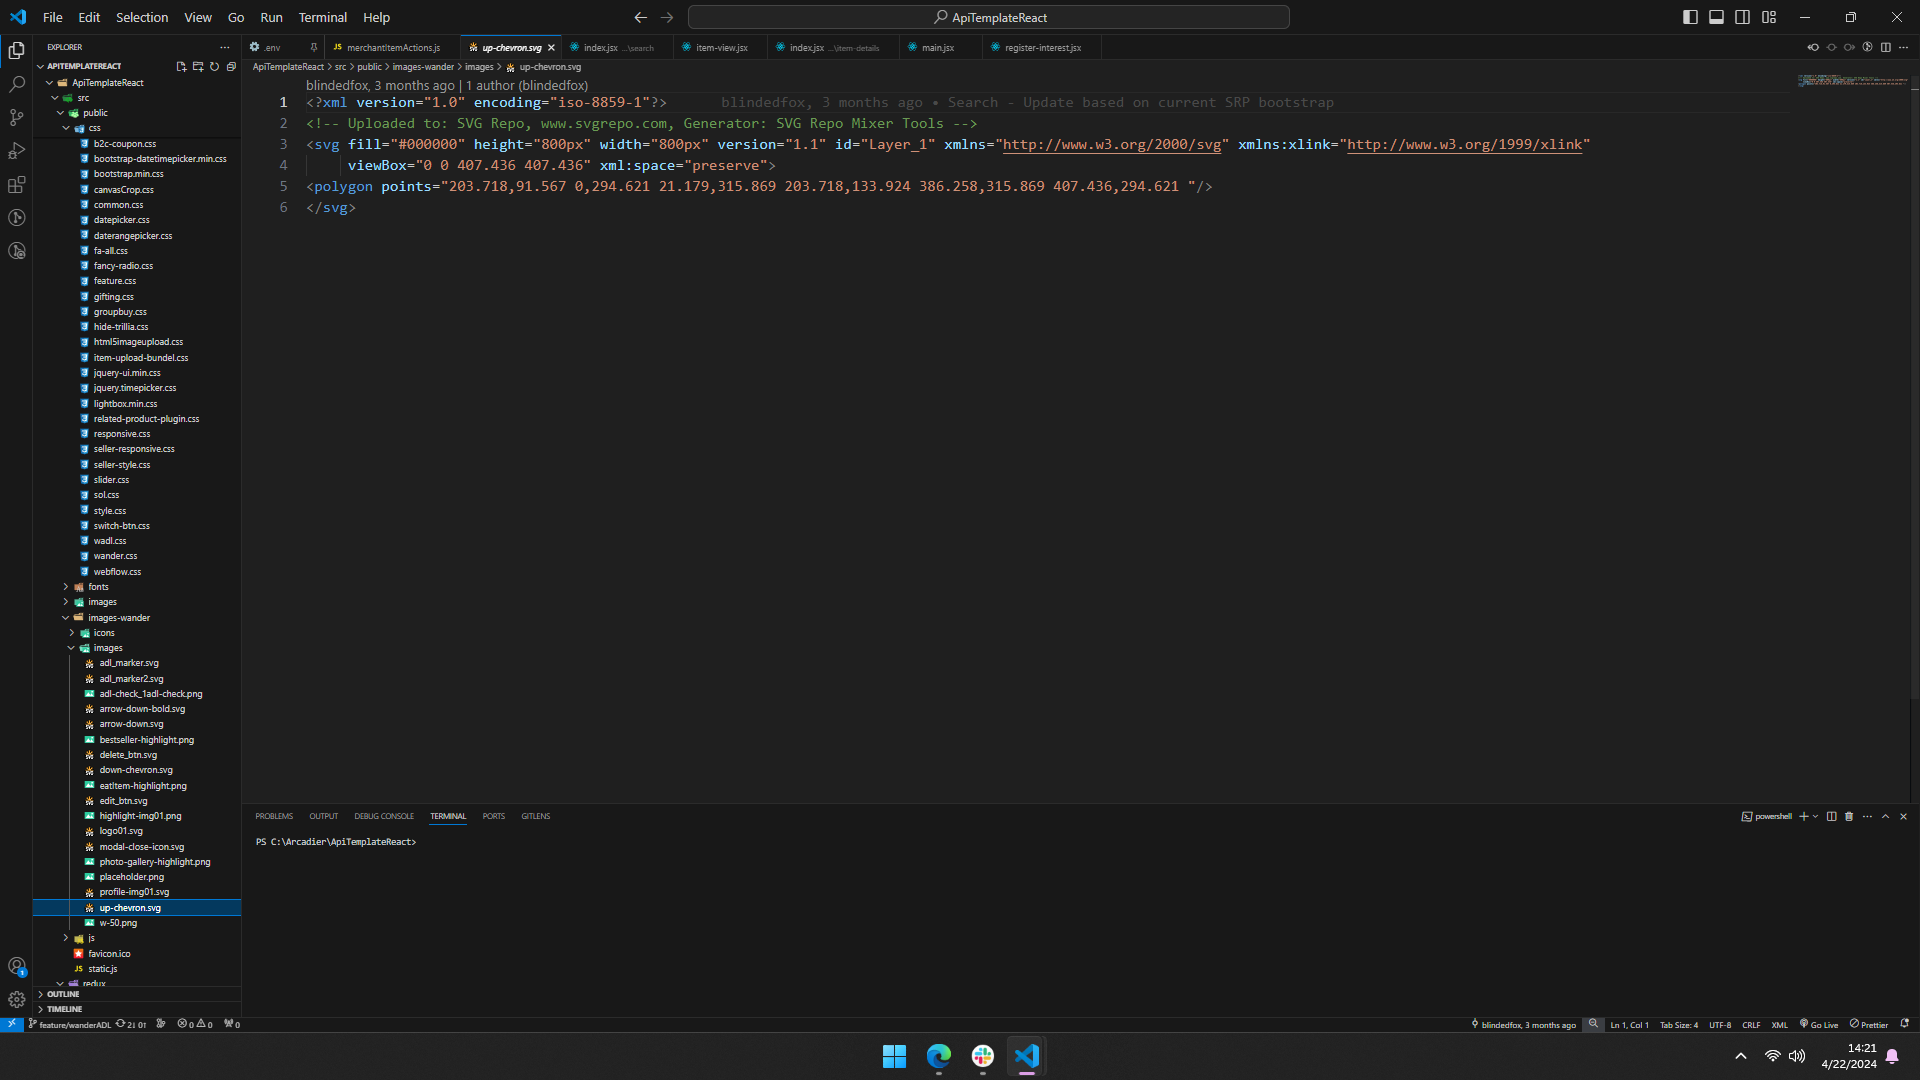 File Edit Selection View Go Run Terminal Help
ApiTemplateReact
EXPLORER
APITEMPLATEREACT
ApiTemplateReact
src
public
css
b2c-coupon.css
bootstrap-datetimepicker.min.css
bootstrap.min.css
canvasCrop.css
common.css
datepicker.css
daterangepicker.css
fa-all.css
fancy-radio.css
feature.css
gifting.css
groupbuy.css
hide-trillia.css
html5imageupload.css
item-upload-bundel.css
jquery-ui.min.css
jquery.timepicker.css
lightbox.min.css
related-product-plugin.css
responsive.css
seller-responsive.css
seller-style.css
slider.css
sol.css
style.css
switch-btn.css
wadl.css
wander.css
webflow.css
fonts
images
images-wander
icons
images
adl_marker.svg
adl_marker2.svg
adl-check_1adl-check.png
arrow-down-bold.svg
arrow-down.svg
bestseller-highlight.png
delete_btn.svg
down-chevron.svg
eatItem-highlight.png
edit_btn.svg
highlight-img01.png
logo01.svg
modal-close-icon.svg
photo-gallery-highlight.png
placeholder.png
profile-img01.svg
up-chevron.svg
w-50.png
js
favicon.ico
JS static.js
redux
OUTLINE
TIMELINE
.env JS merchantItemActions.js up-chevron.svg index.jsx ...\search item-view.jsx index.jsx ...\item-details main.jsx register-interest.jsx
ApiTemplateReact > src > public > images-wander > images > up-chevron.svg
blindedfox, 3 months ago | 1 author (blindedfox)
1 <?xml version="1.0" encoding="iso-8859-1"?> blindedfox, 3 months ago • Search - Update based on current SRP bootstrap
2 <!-- Uploaded to: SVG Repo, www.svgrepo.com, Generator: SVG Repo Mixer Tools -->
3 <svg fill="#000000" height="800px" width="800px" version="1.1" id="Layer_1" xmlns="http://www.w3.org/2000/svg" xmlns:xlink="http://www.w3.org/1999/xlink"
4 viewBox="0 0 407.436 407.436" xml:space="preserve">
5 <polygon points="203.718,91.567 0,294.621 21.179,315.869 203.718,133.924 386.258,315.869 407.436,294.621 "/>
6 </svg>
PROBLEMS OUTPUT DEBUG CONSOLE TERMINAL PORTS GITLENS
powershell
PS C:\Arcadier\ApiTemplateReact>
1
feature/wanderADL 2↓ 0↑ 0 0 0
blindedfox, 3 months ago Ln 1, Col 1 Tab Size: 4 UTF-8 CRLF XML Go Live Prettier
14:21
4/22/2024